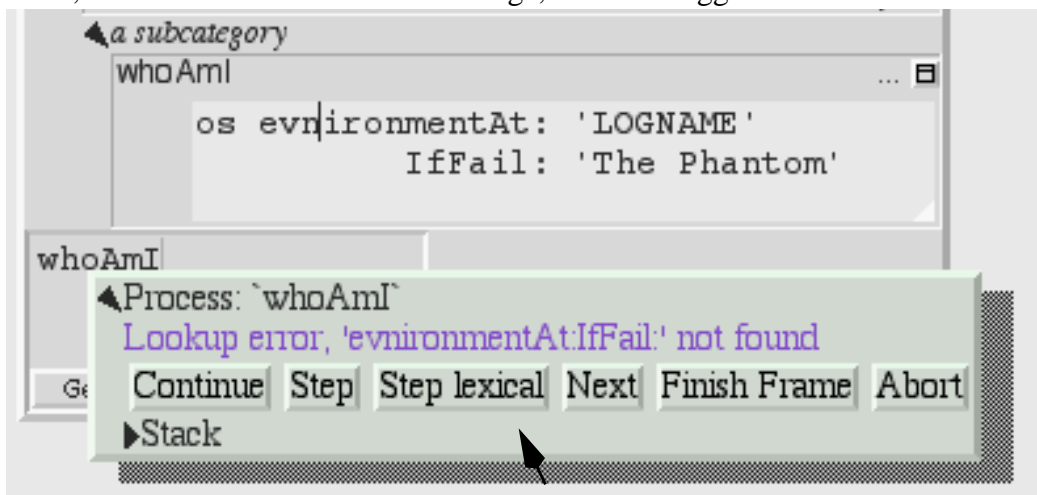 a subcategory
whoAmI ...
os evnironmentAt: 'LOGNAME'
IfFail: 'The Phantom'
whoAmI
Process: `whoAmI`
Lookup error, 'evnironmentAt:IfFail:' not found
Continue Step Step lexical Next Finish Frame Abort
Stack